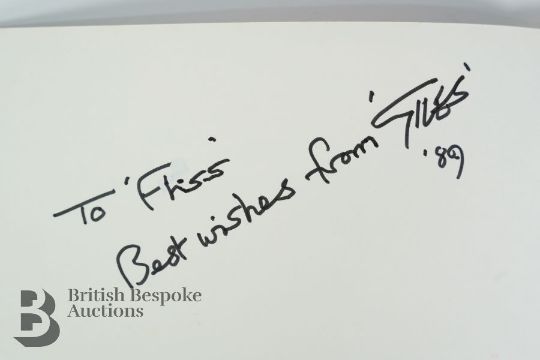 To 'Fliss'
Best wishes from 'GILES'
'89
British Bespoke
Auctions